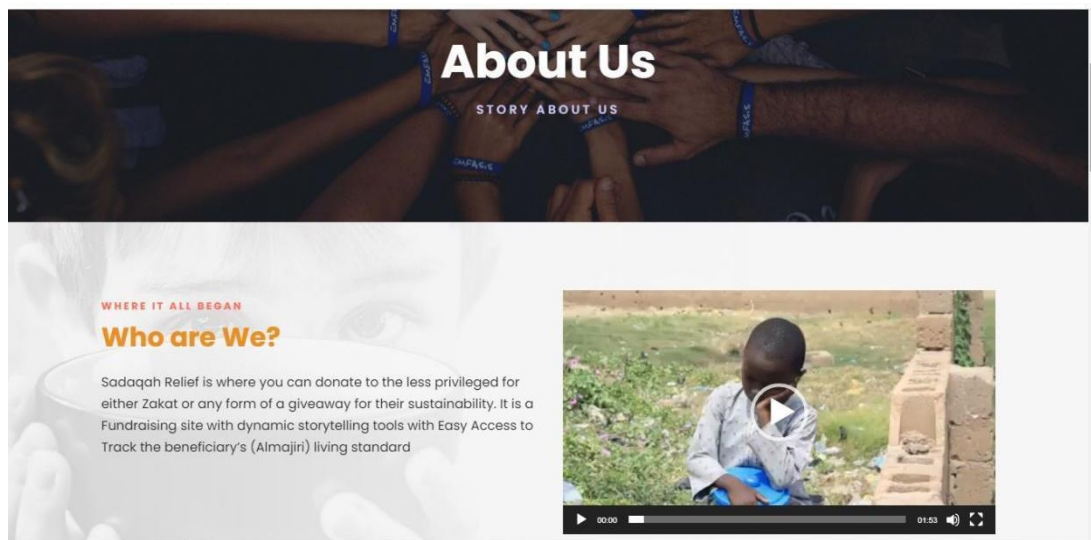 About Us
STORY ABOUT US
EMFASIS
EMFASIS
WHERE IT ALL BEGAN
Who are We?
Sadaqah Relief is where you can donate to the less privileged for
either Zakat or any form of a giveaway for their sustainability. It is a
Fundraising site with dynamic storytelling tools with Easy Access to
Track the beneficiary's (Almajiri) living standard
00:00
01:53